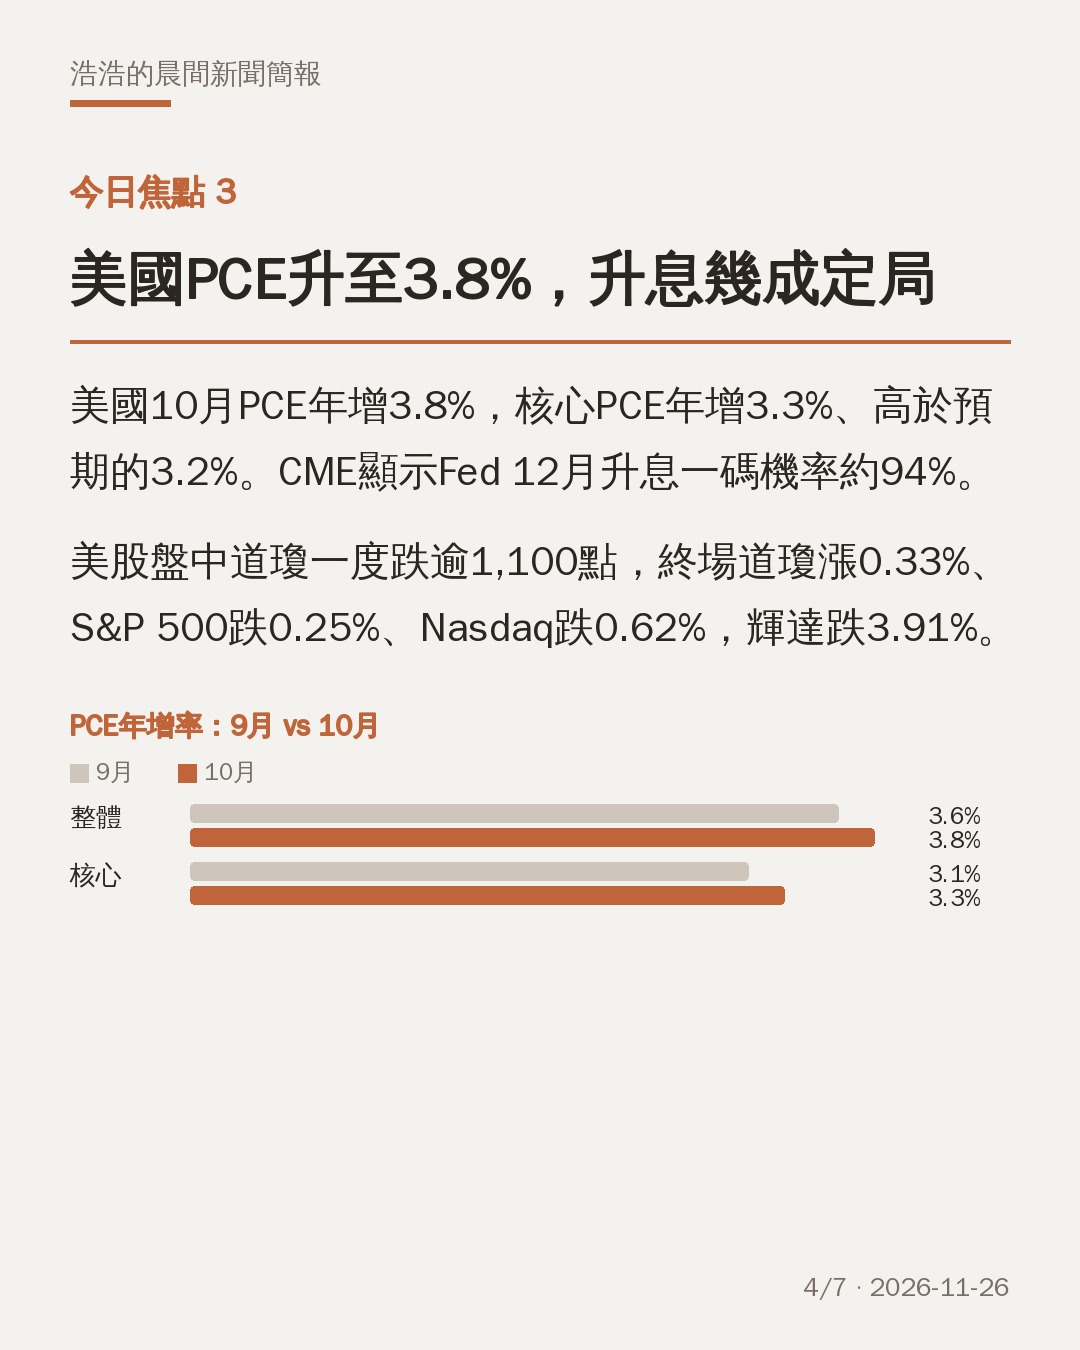 浩浩的晨間新聞簡報
今日焦點 3
美國PCE升至3.8%，升息幾成定局
美國10月PCE年增3.8%，核心PCE年增3.3%、高於預
期的3.2%。CME顯示Fed 12月升息一碼機率約94%。
美股盤中道瓊一度跌逾1,100點，終場道瓊漲0.33%、
S&P 500跌0.25%、Nasdaq跌0.62%，輝達跌3.91%。
PCE年增率：9月 vs 10月
9月 10月
整體 3.6%
3.8%
核心 3.1%
3.3%
4/7 · 2026-11-26